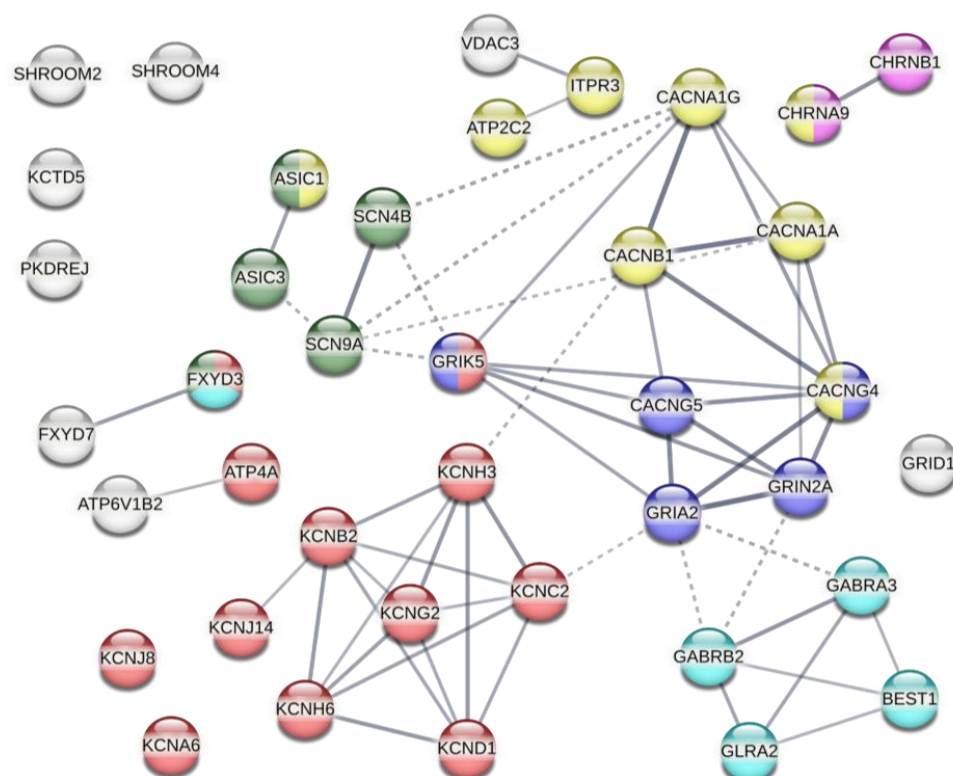 VDAC3
CHRNB1
SHROOM2
SHROOM4
ITPR3
CACNA1G
CHRNA9
ATP2C2
KCTD5
ASIC1
SCN4B
CACNA1A
CACNB1
PKDREJ
ASIC3
SCN9A
GRIK5
FXYD3
CACNG4
CACNG5
FXYD7
GRID1
ATP4A
KCNH3
GRIN2A
ATP6V1B2
GRIA2
KCNB2
GABRA3
KCNC2
KCNG2
KCNJ14
KCNJ8
GABRB2
BEST1
KCNH6
KCNA6
KCND1
GLRA2